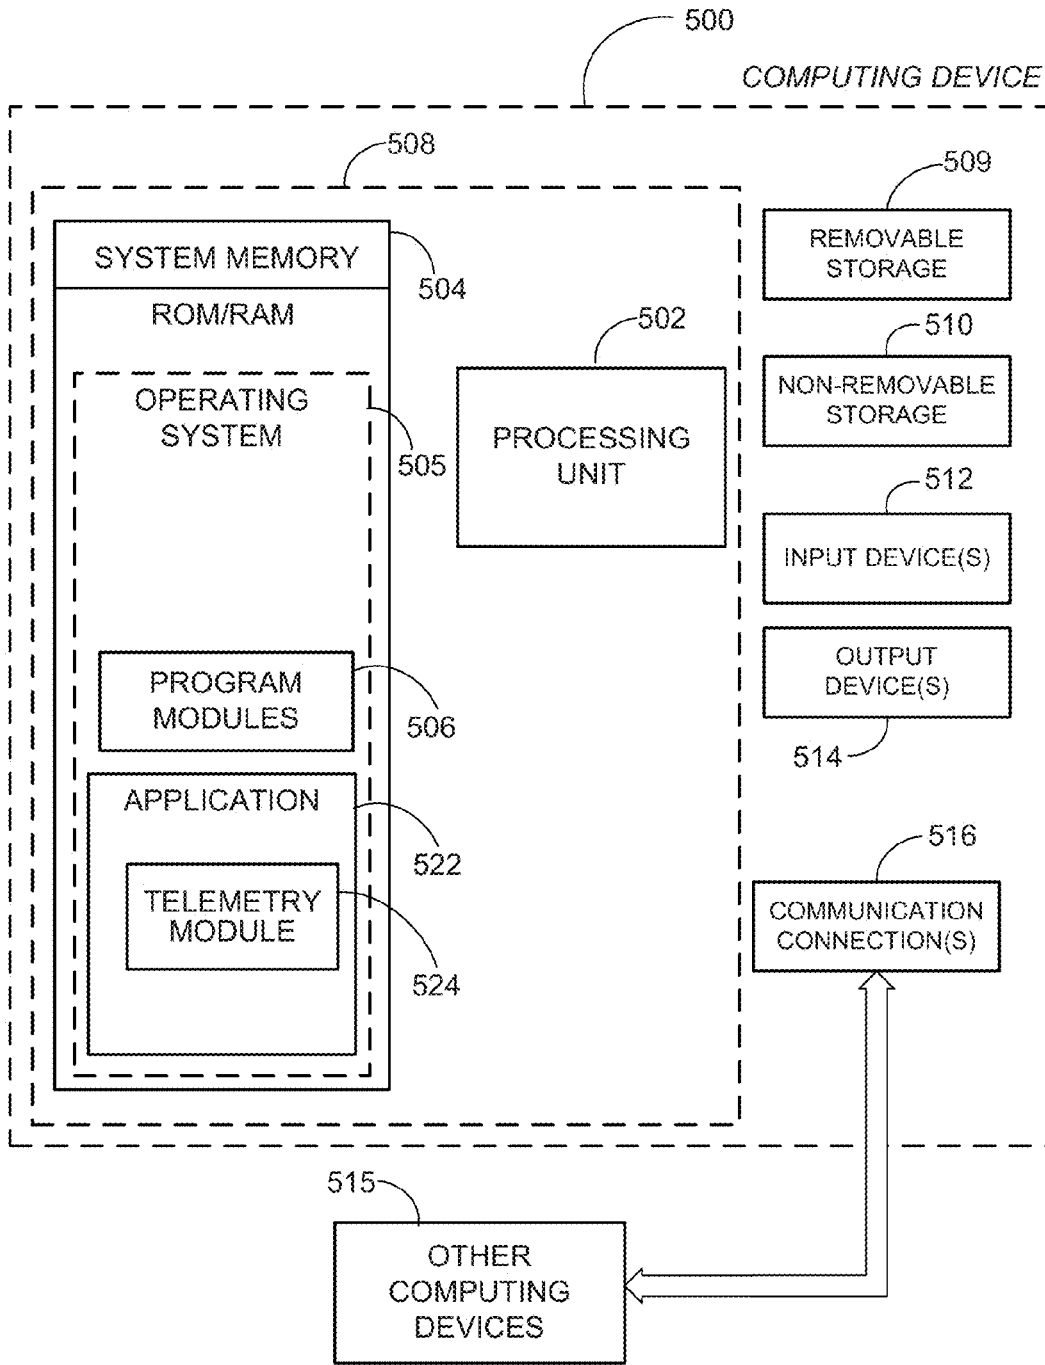 500
COMPUTING DEVICE
508
509
SYSTEM MEMORY
504
ROM/RAM
REMOVABLE
STORAGE
502
510
OPERATING
SYSTEM
505
PROCESSING
UNIT
NON-REMOVABLE
STORAGE
512
INPUT DEVICE(S)
PROGRAM
MODULES
506
OUTPUT
DEVICE(S)
514
APPLICATION
522
516
TELEMETRY
MODULE
524
COMMUNICATION
CONNECTION(S)
515
OTHER
COMPUTING
DEVICES